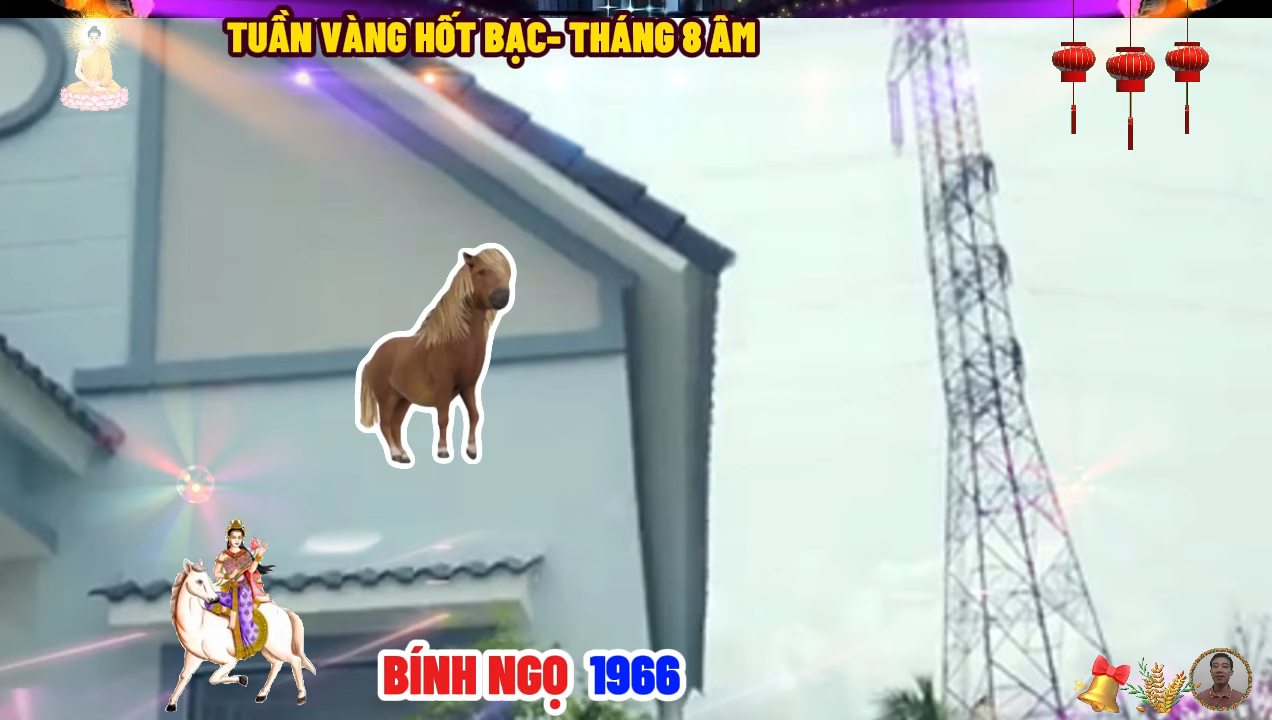 TUẦN VÀNG HỐT BẠC- THÁNG 8 ÂM
BÍNH NGỌ 1966